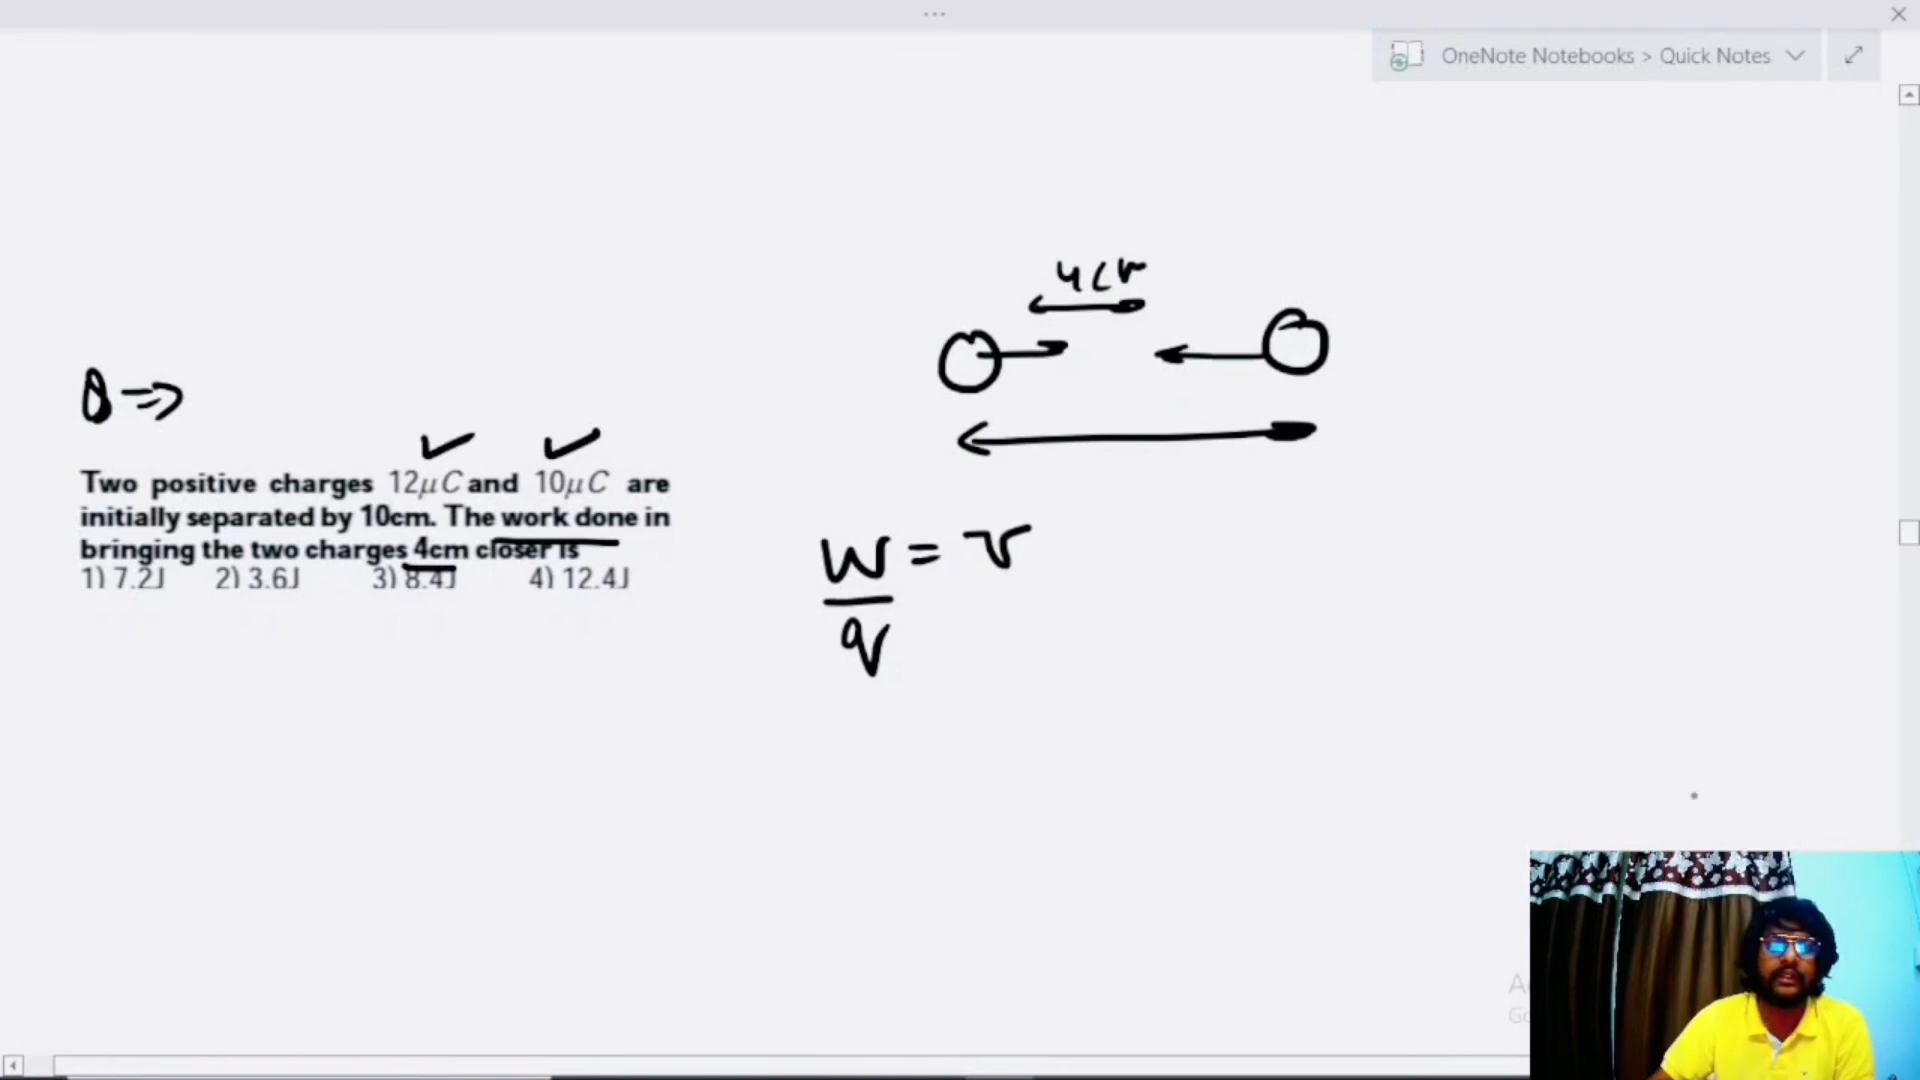 OneNote Notebooks > Quick Notes
4cm
Q ⇒
Two positive charges 12μC and 10μC are
initially separated by 10cm. The work done in
bringing the two charges 4cm closer is
1) 7.2J 2) 3.6J 3) 8.4J 4) 12.4J
W = V
q